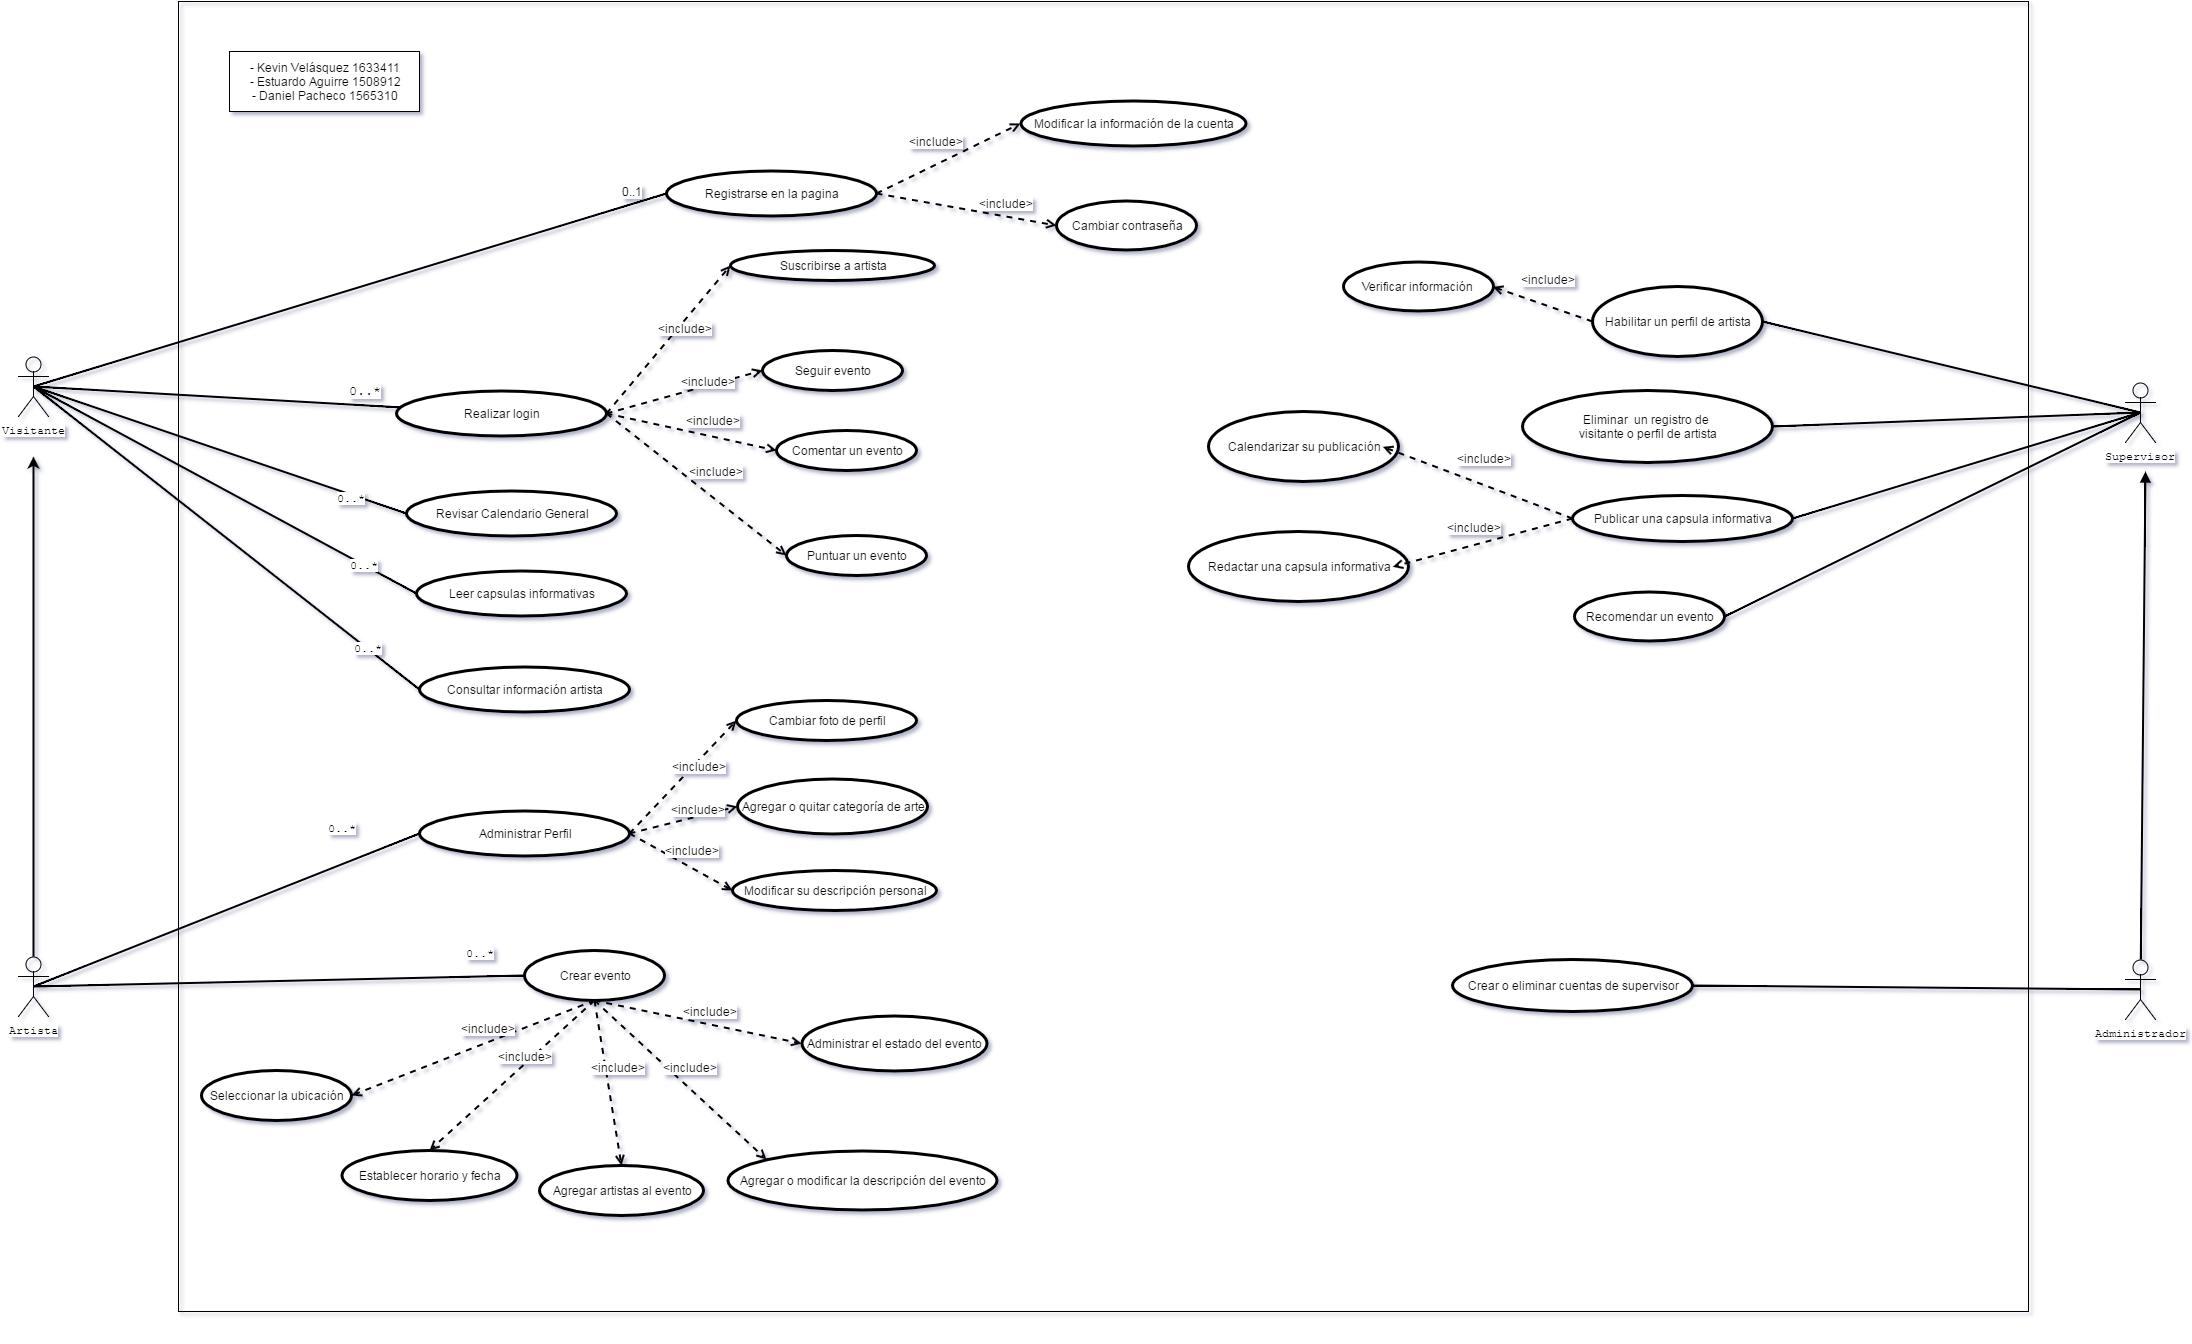 - Kevin Velásquez 1633411
- Estuardo Aguirre 1508912
- Daniel Pacheco 1565310
Modificar la información de la cuenta
<include>
0..1
Registrarse en la pagina
<include>
Cambiar contraseña
Suscribirse a artista
<include>
Seguir evento
<include>
0..*
Realizar login
<include>
Comentar un evento
<include>
Puntuar un evento
Visitante
0..*
Revisar Calendario General
0..*
Leer capsulas informativas
0..*
Consultar información artista
Verificar información
<include>
Habilitar un perfil de artista
Eliminar  un registro de
visitante o perfil de artista
Supervisor
Calendarizar su publicación
<include>
Publicar una capsula informativa
<include>
Redactar una capsula informativa
Recomendar un evento
Cambiar foto de perfil
<include>
Agregar o quitar categoría de arte
<include>
0..*
Administrar Perfil
<include>
Modificar su descripción personal
0..*
Crear evento
Artista
<include>
<include>
<include>
<include>
<include>
Administrar el estado del evento
Seleccionar la ubicación
Establecer horario y fecha
Agregar artistas al evento
Agregar o modificar la descripción del evento
Crear o eliminar cuentas de supervisor
Administrador